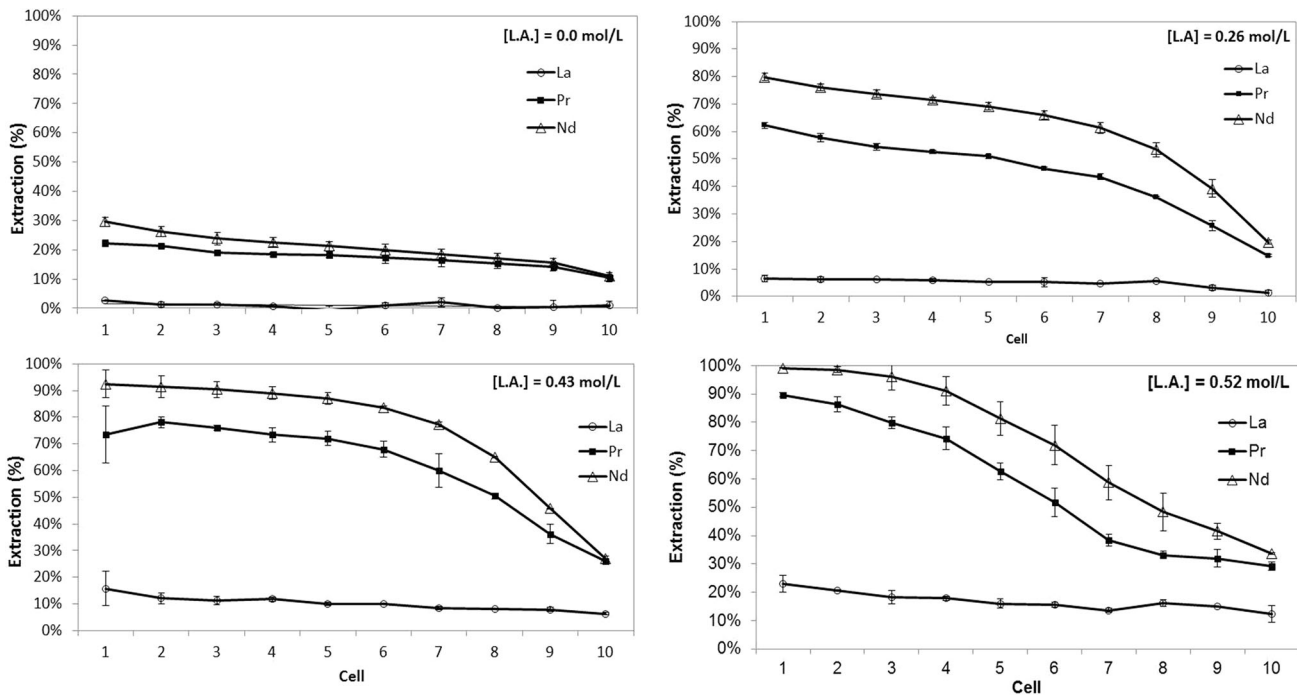 100%
90%
80%
70%
60%
50%
40%
30%
20%
10%
0%
Extraction (%)
[L.A.] = 0.0 mol/L
La
Pr
Nd
1 2 3 4 5 6 7 8 9 10
100%
90%
80%
70%
60%
50%
40%
30%
20%
10%
0%
Extraction (%)
[L.A] = 0.26 mol/L
La
Pr
Nd
1 2 3 4 5 6 7 8 9 10
Cell
100%
90%
80%
70%
60%
50%
40%
30%
20%
10%
0%
Extraction (%)
[L.A.] = 0.43 mol/L
La
Pr
Nd
1 2 3 4 5 6 7 8 9 10
Cell
100%
90%
80%
70%
60%
50%
40%
30%
20%
10%
0%
Extraction (%)
[L.A.] = 0.52 mol/L
La
Pr
Nd
1 2 3 4 5 6 7 8 9 10
Cell